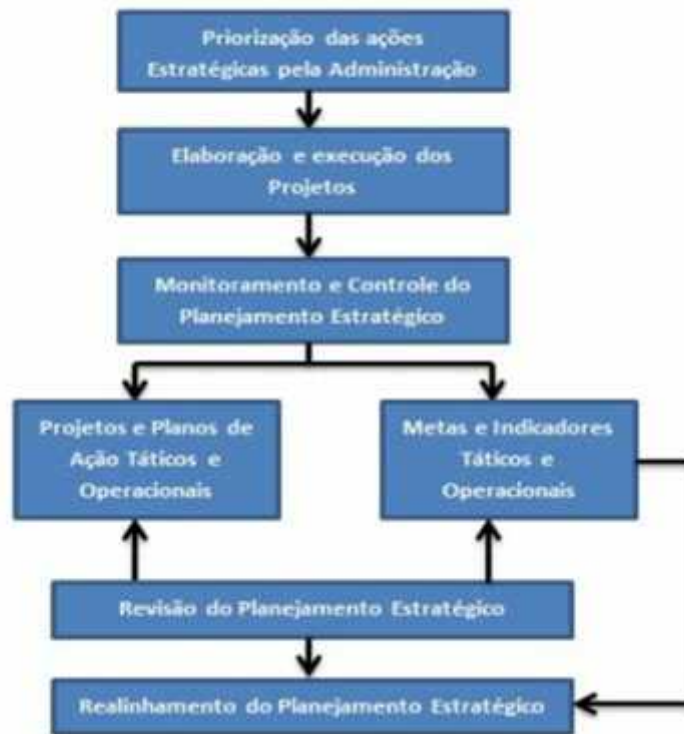 Priorização das ações
Estratégicas pela Administração
Elaboração e execução dos
Projetos
Monitoramento e Controle do
Planejamento Estratégico
Projetos e Planos de
Ação Táticos e
Operacionais
Metas e Indicadores
Táticos e
Operacionais
Revisão do Planejamento Estratégico
Realinhamento do Planejamento Estratégico